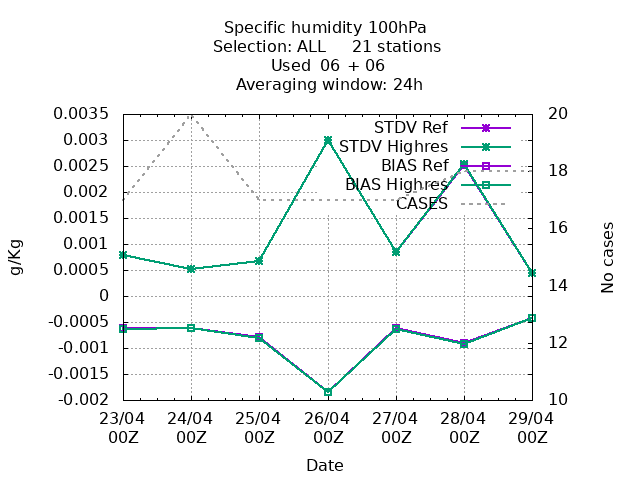 Specific humidity 100hPa
Selection: ALL     21 stations
Used  06 + 06
Averaging window: 24h
STDV Ref
STDV Highres
BIAS Ref
BIAS Highres
CASES
0.0035
0.003
0.0025
0.002
0.0015
0.001
0.0005
0
-0.0005
-0.001
-0.0015
-0.002
g/Kg
20
18
16
14
12
10
No cases
23/04 24/04 25/04 26/04 27/04 28/04 29/04
00Z 00Z 00Z 00Z 00Z 00Z 00Z
Date